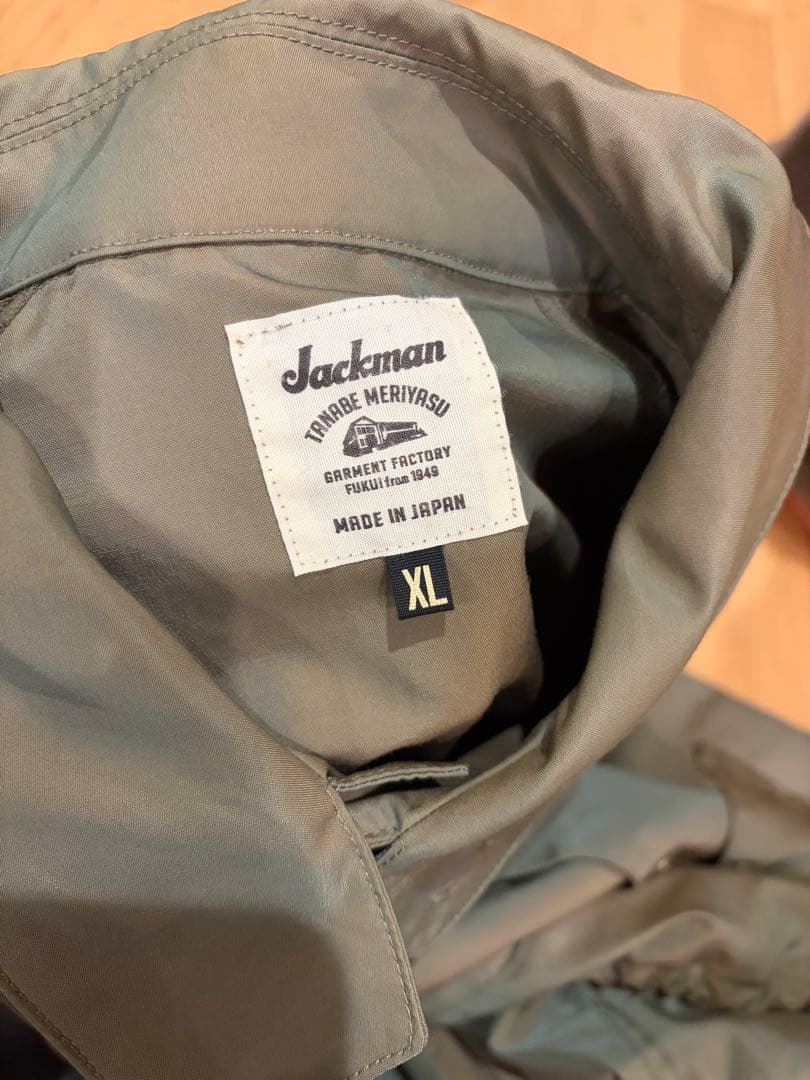 Jackman
TANABE MERIYASU
GARMENT FACTORY
FUKUI from 1949
MADE IN JAPAN
XL